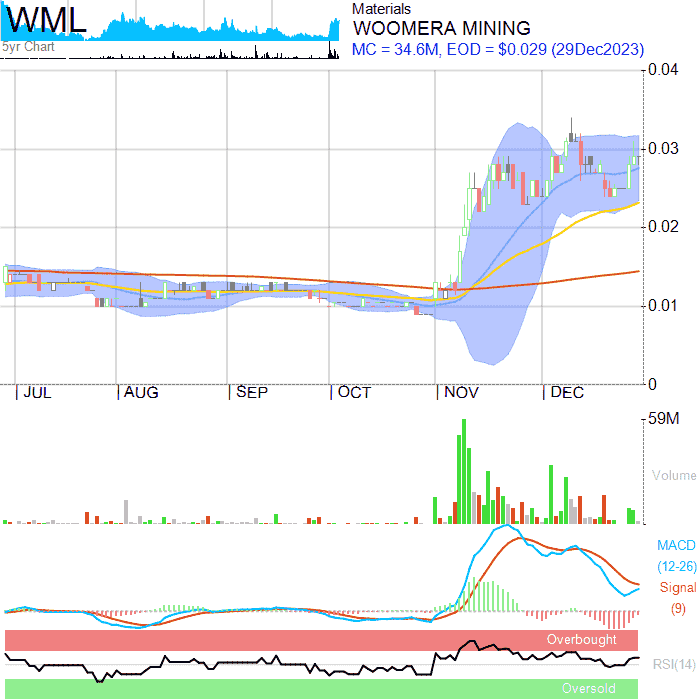 WML
5yr Chart
Materials
WOOMERA MINING
MC = 34.6M, EOD = $0.029 (29Dec2023)
0.04
0.03
0.02
0.01
0
JUL AUG SEP OCT NOV DEC
59M
Volume
MACD
(12-26)
Signal
(9)
Overbought
RSI(14)
Oversold